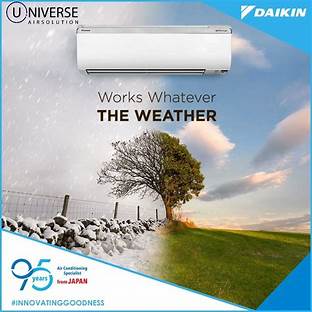 UNIVERSE
AIRSOLUTION
DAIKIN
Works Whatever
THE WEATHER
95 years
Air Conditioning
Specialist
from JAPAN
#INNOVATINGGOODNESS